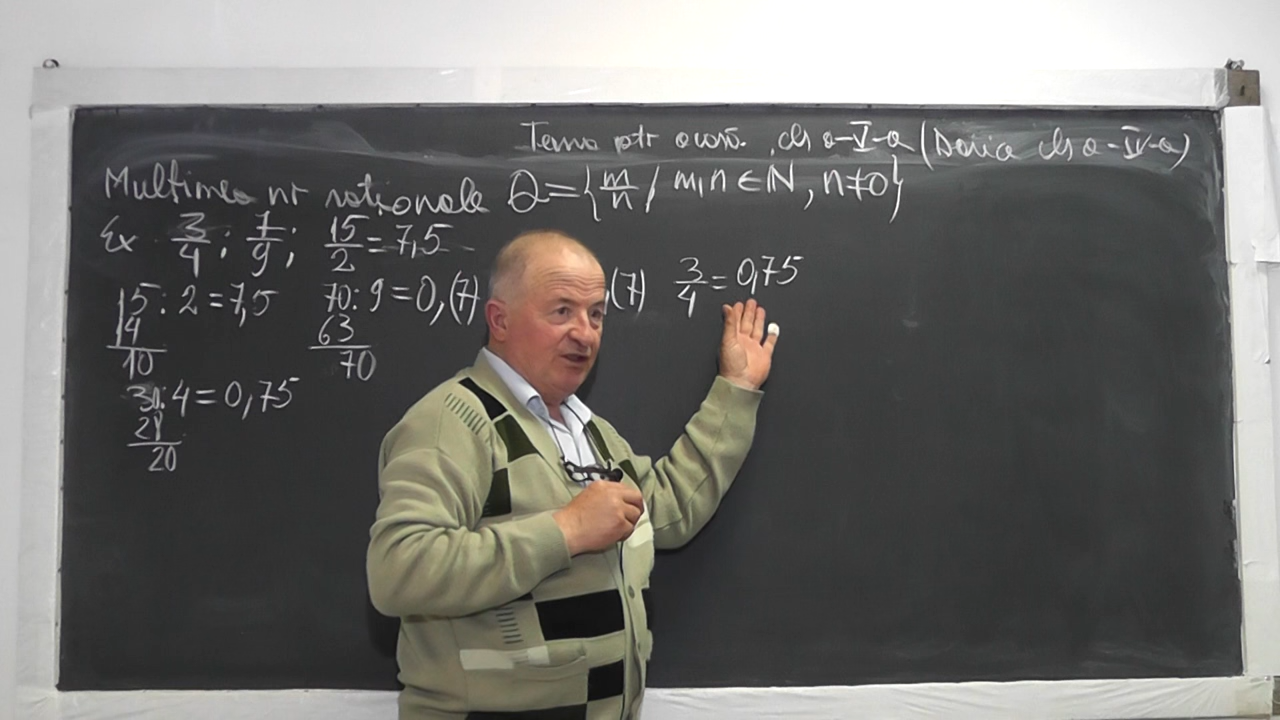 Tema ptr acasă cls a-V-a (Doria cls a-IV-a)
Mulțimea nr raționale Q={m/n / m,n∈N, n≠0}
Ex 3/4; 7/9; 15/2=7,5
15:2=7,5 70:9=0,(7) ,(7) 3/4=0,75
14 63
10 70
30:4=0,75
28
20